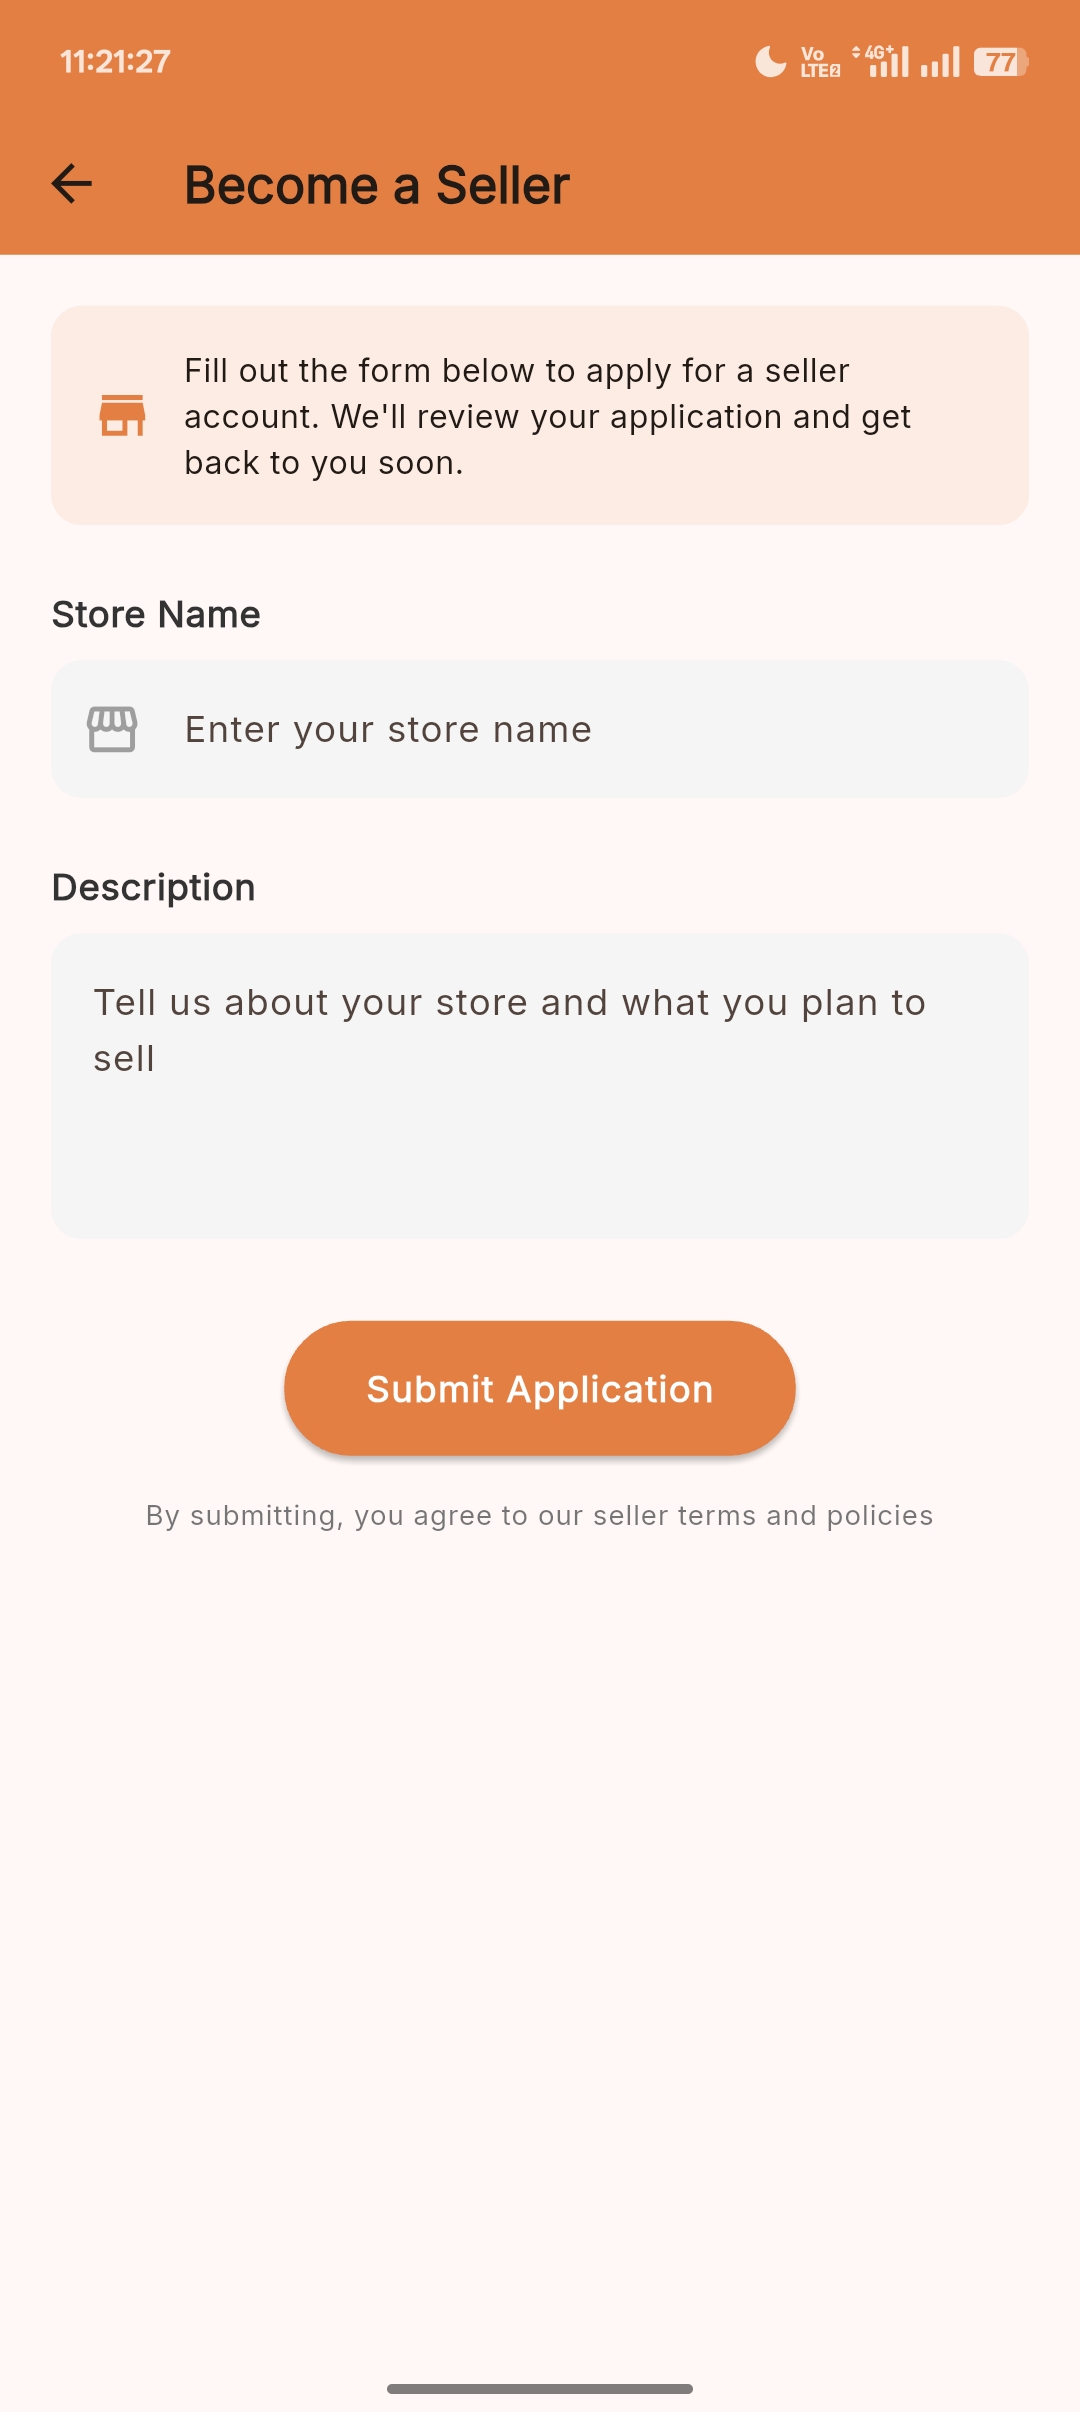 11:21:27
Vo
LTE 2
4G+
77
Become a Seller
Fill out the form below to apply for a seller
account. We'll review your application and get
back to you soon.
Store Name
Enter your store name
Description
Tell us about your store and what you plan to
sell
Submit Application
By submitting, you agree to our seller terms and policies